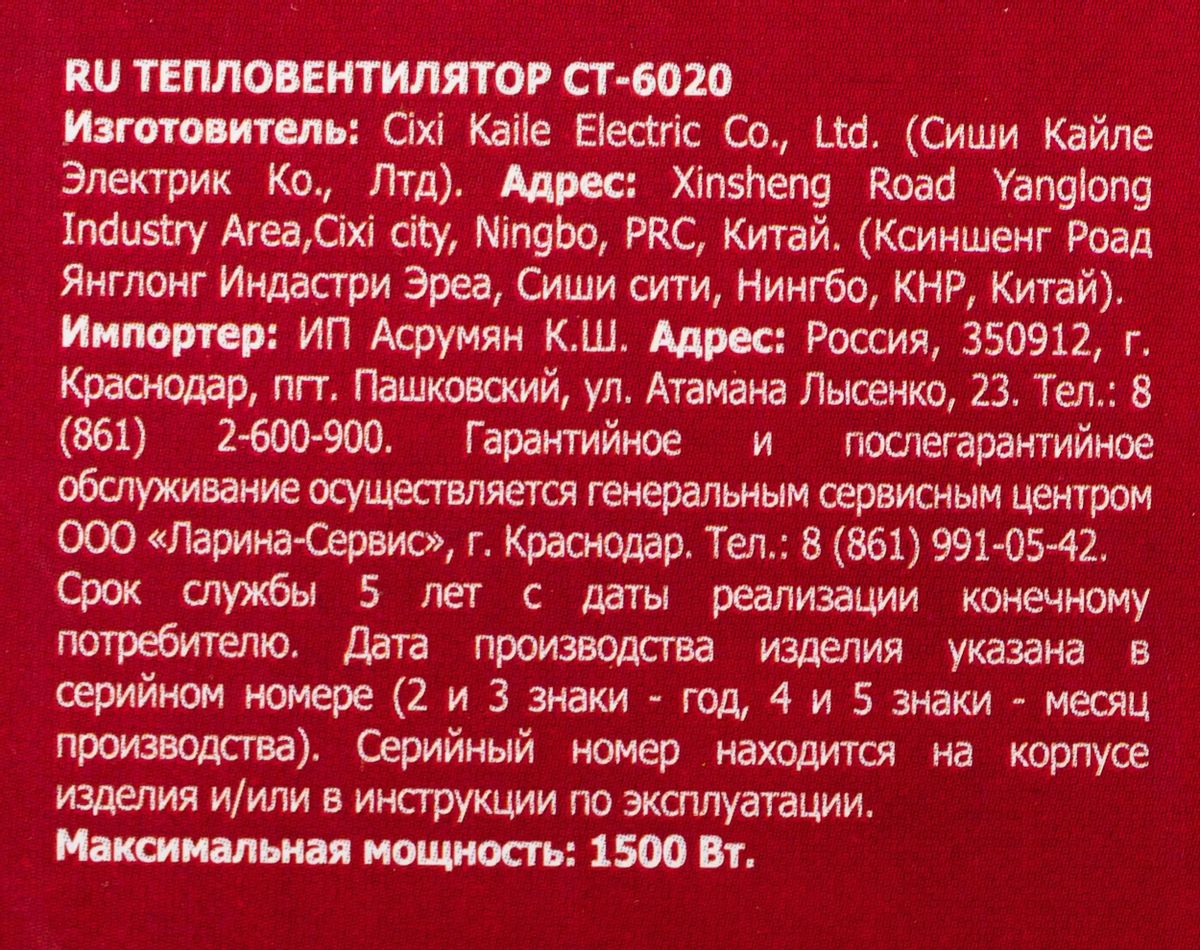 RU ТЕПЛОВЕНТИЛЯТОР CT-6020
Изготовитель: Cixi Kaile Electric Co., Ltd. (Сиши Кайле
Электрик Ко., Лтд). Адрес: Xinsheng Road Yanglong
Industry Area,Cixi city, Ningbo, PRC, Китай. (Ксиншенг Роад
Янглонг Индастри Эреа, Сиши сити, Нингбо, КНР, Китай).
Импортер: ИП Асрумян К.Ш. Адрес: Россия, 350912, г.
Краснодар, пгт. Пашковский, ул. Атамана Лысенко, 23. Тел.: 8
(861) 2-600-900. Гарантийное и послегарантийное
обслуживание осуществляется генеральным сервисным центром
ООО «Ларина-Сервис», г. Краснодар. Тел.: 8 (861) 991-05-42.
Срок службы 5 лет с даты реализации конечному
потребителю. Дата производства изделия указана в
серийном номере (2 и 3 знаки - год, 4 и 5 знаки - месяц
производства). Серийный номер находится на корпусе
изделия и/или в инструкции по эксплуатации.
Максимальная мощность: 1500 Вт.